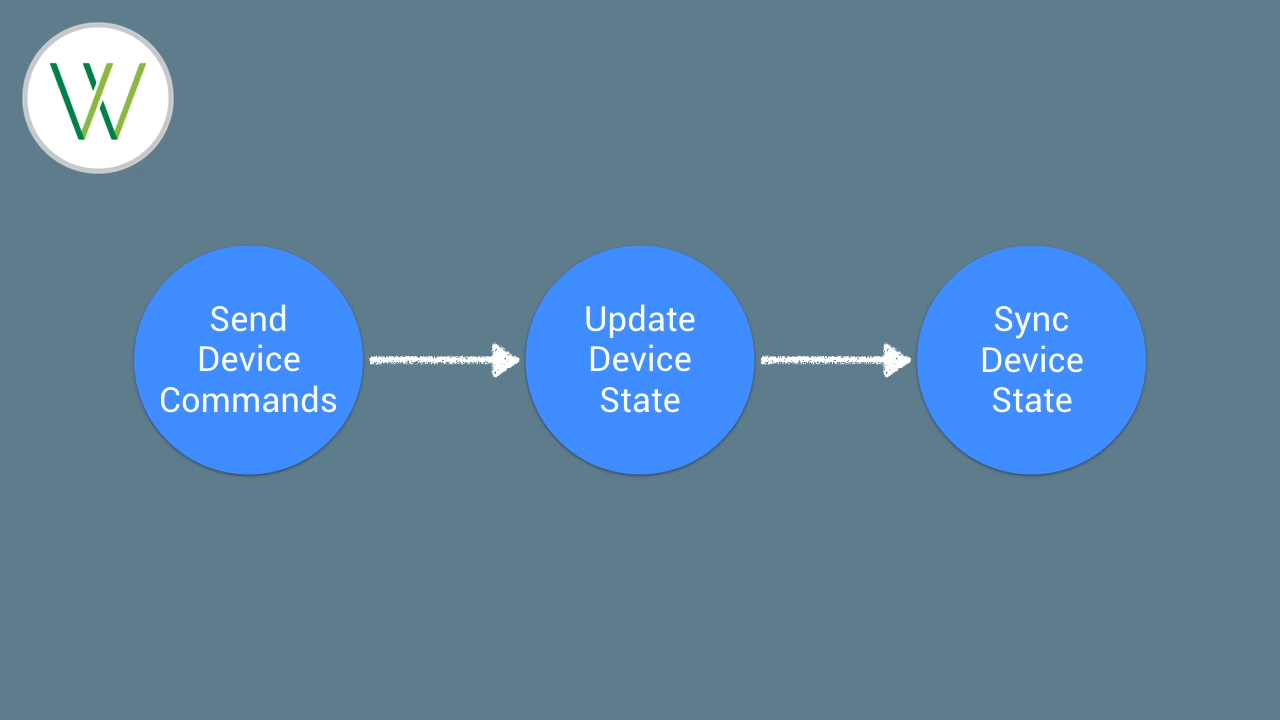 W
Send
Device
Commands
Update
Device
State
Sync
Device
State